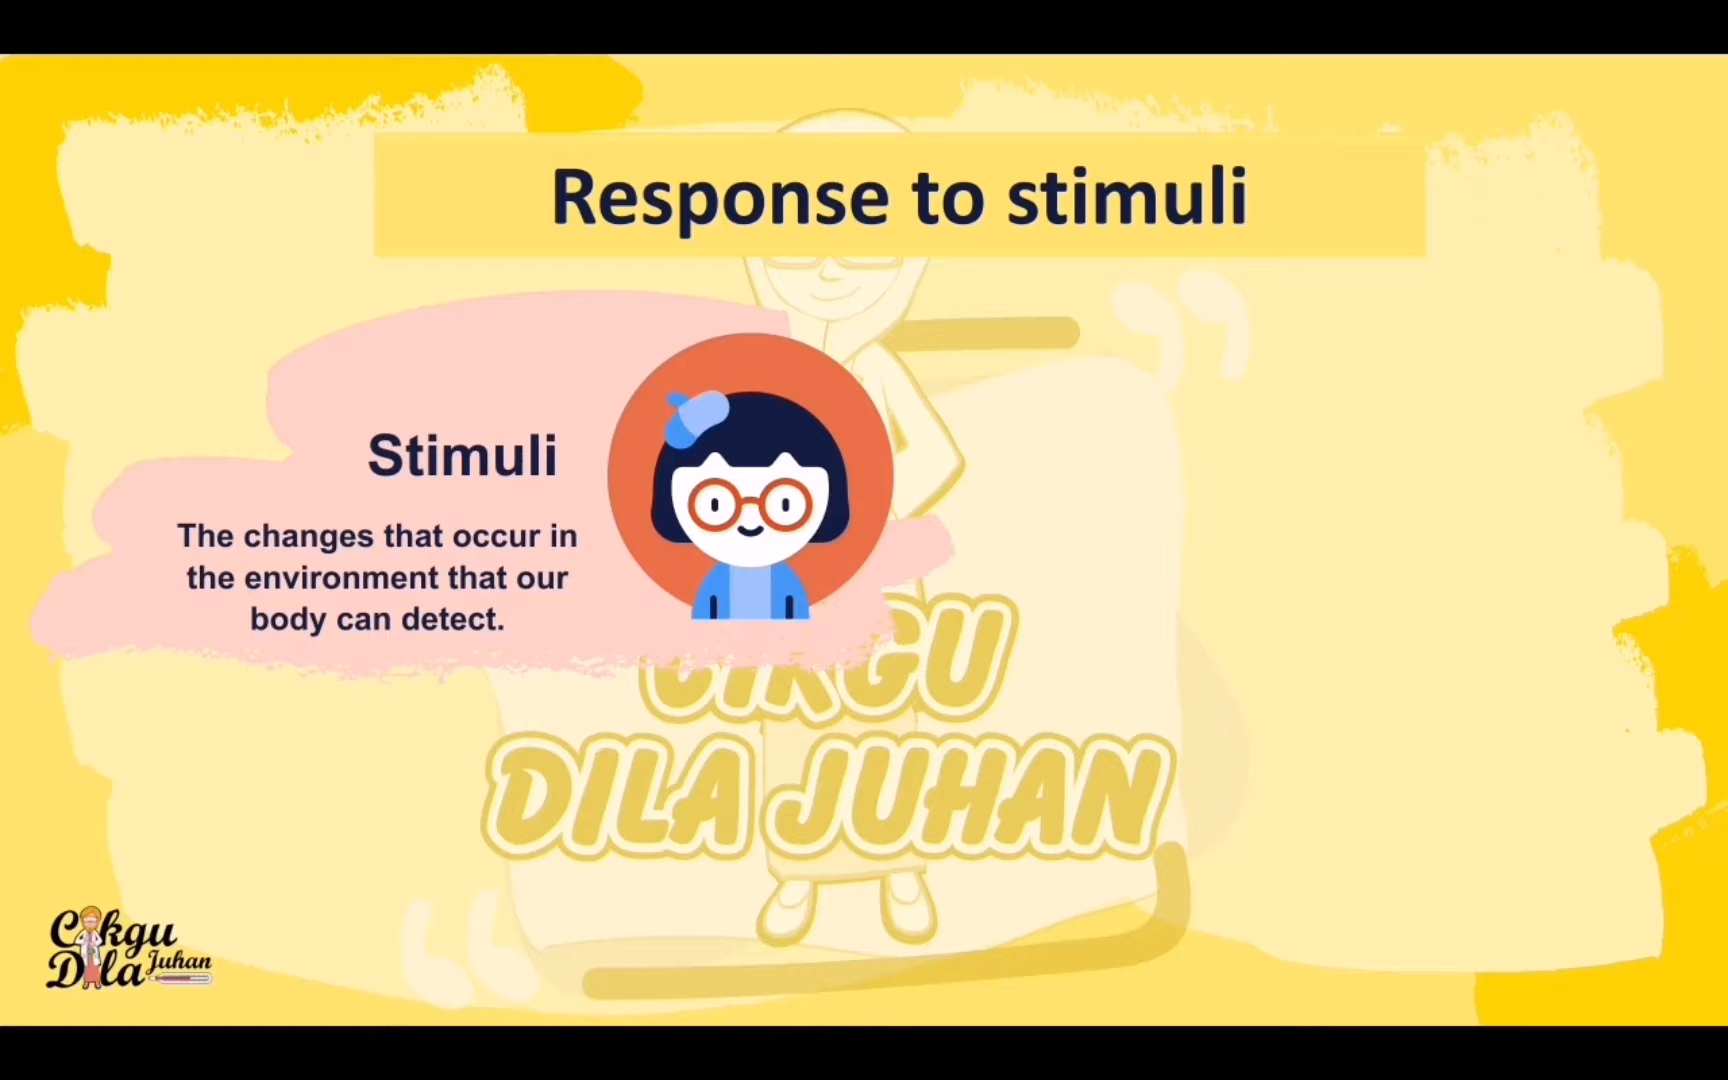 Response to stimuli
Stimuli
The changes that occur in
the environment that our
body can detect.
CIKGU
DILA JUHAN
Cikgu
Dila Juhan